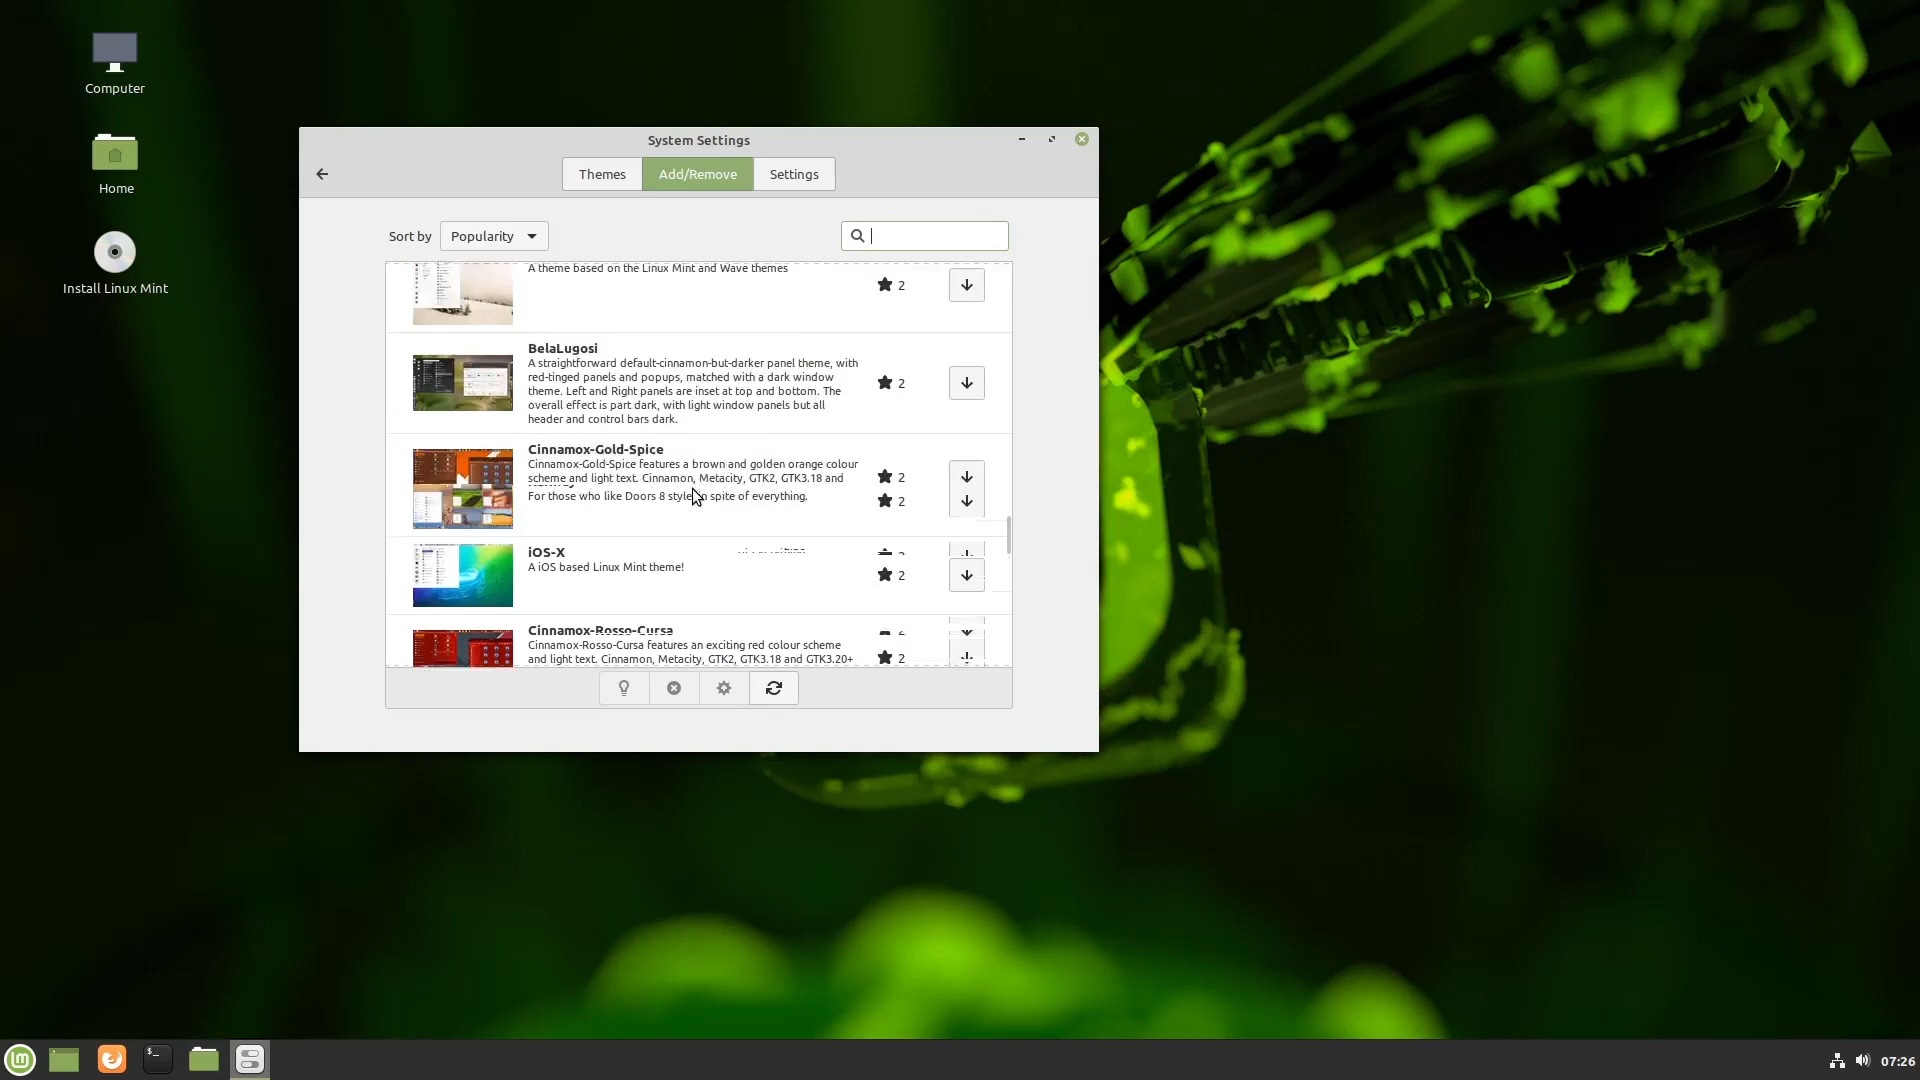 Computer
Home
Install Linux Mint
System Settings
Themes
Add/Remove
Settings
Sort by
Popularity
A theme based on the Linux Mint and Wave themes
2
BelaLugosi
A straightforward default-cinnamon-but-darker panel theme, with
red-tinged panels and popups, matched with a dark window
theme. Left and Right panels are inset at top and bottom. The
overall effect is part dark, with light window panels but all
header and control bars dark.
2
Cinnamox-Gold-Spice
Cinnamox-Gold-Spice features a brown and golden orange colour
scheme and light text. Cinnamon, Metacity, GTK2, GTK3.18 and
2
For those who like Doors 8 style spite of everything.
2
iOS-X
A iOS based Linux Mint theme!
2
Cinnamox-Rosso-Cursa
Cinnamox-Rosso-Cursa features an exciting red colour scheme
and light text. Cinnamon, Metacity, GTK2, GTK3.18 and GTK3.20+
2
07:26